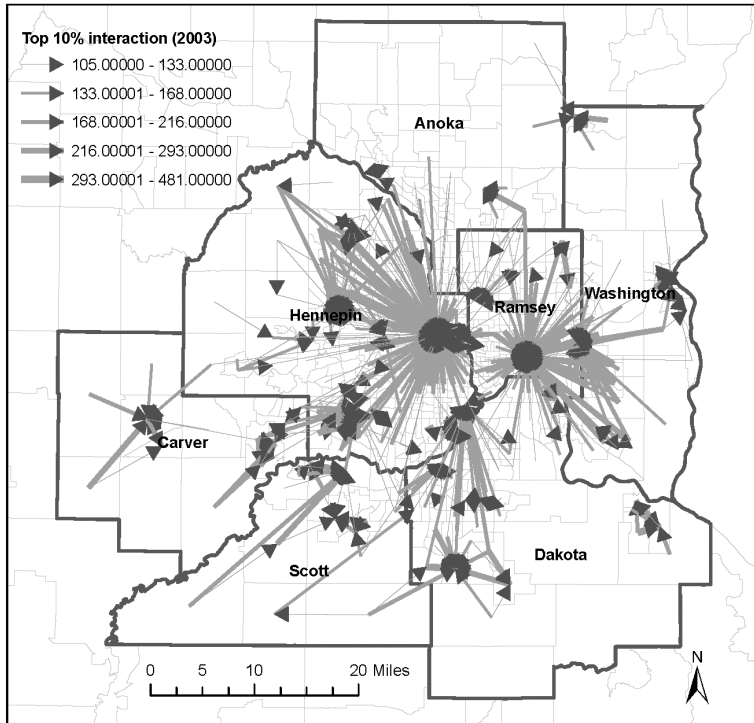 Top 10% interaction (2003)
105.00000 - 133.00000
133.00001 - 168.00000
168.00001 - 216.00000
216.00001 - 293.00000
293.00001 - 481.00000
Anoka
Hennepin
Ramsey
Washington
Carver
Scott
Dakota
0 5 10 20 Miles
N